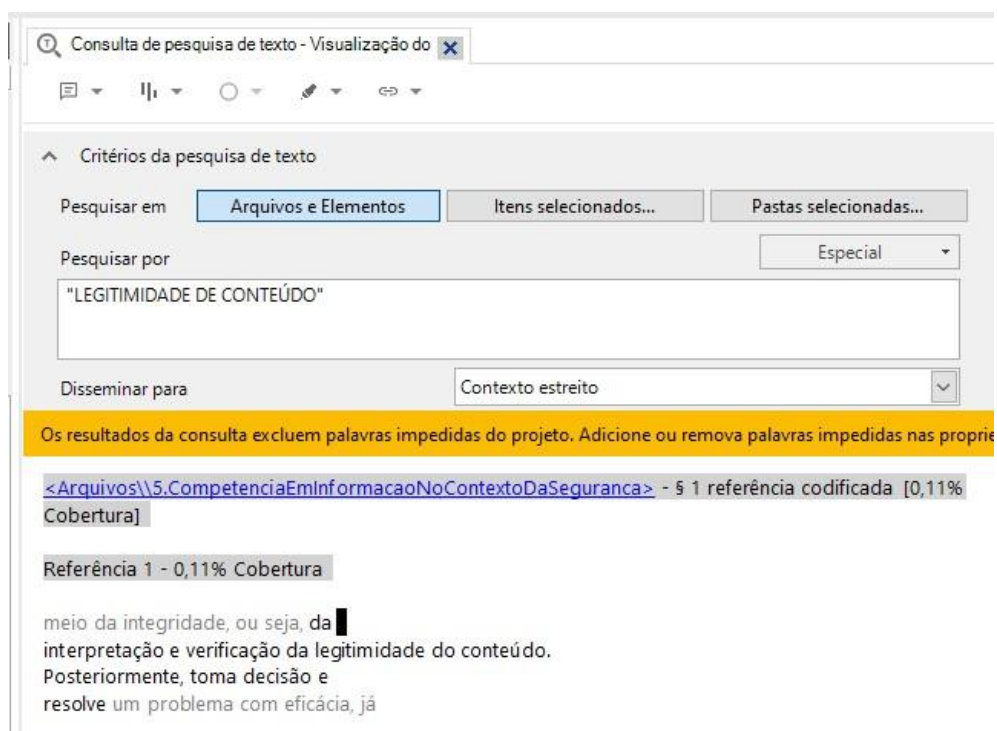 Consulta de pesquisa de texto - Visualização do
Critérios da pesquisa de texto
Pesquisar em Arquivos e Elementos Itens selecionados... Pastas selecionadas...
Pesquisar por Especial
"LEGITIMIDADE DE CONTEÚDO"
Disseminar para Contexto estreito
Os resultados da consulta excluem palavras impedidas do projeto. Adicione ou remova palavras impedidas nas proprie
<Arquivos\\5.CompetenciaEmInformacaoNoContextoDaSeguranca> - § 1 referência codificada [0,11%
Cobertura]
Referência 1 - 0,11% Cobertura
meio da integridade, ou seja, da
interpretação e verificação da legitimidade do conteúdo.
Posteriormente, toma decisão e
resolve um problema com eficácia, já